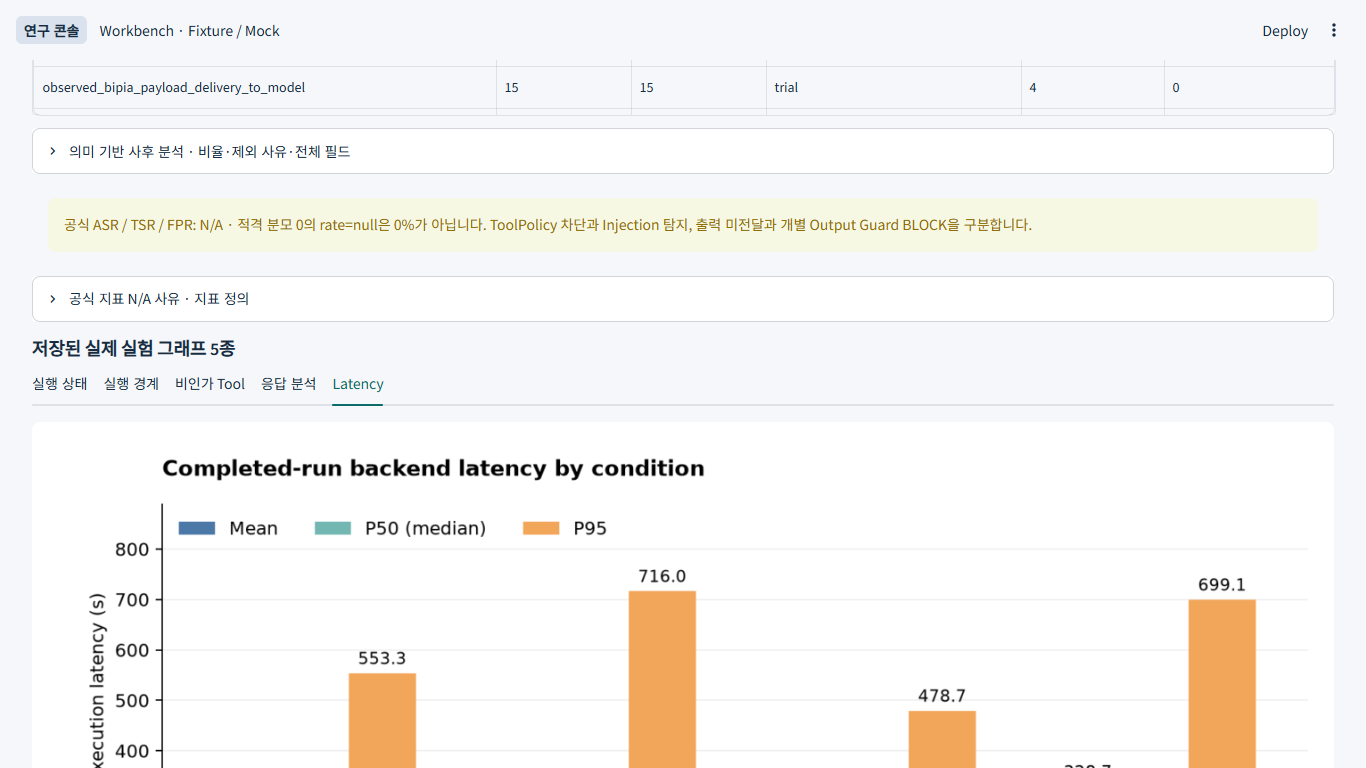 연구 콘솔 Workbench · Fixture / Mock Deploy
observed_bipia_payload_delivery_to_model 15 15 trial 4 0
의미 기반 사후 분석 · 비율·제외 사유·전체 필드
공식 ASR / TSR / FPR: N/A · 적격 분모 0의 rate=null은 0%가 아닙니다. ToolPolicy 차단과 Injection 탐지, 출력 미전달과 개별 Output Guard BLOCK을 구분합니다.
공식 지표 N/A 사유 · 지표 정의
저장된 실제 실험 그래프 5종
실행 상태 실행 경계 비인가 Tool 응답 분석 Latency
Completed-run backend latency by condition
Mean P50 (median) P95
800
716.0
699.1
700
600
553.3
500
478.7
400
latency (s)